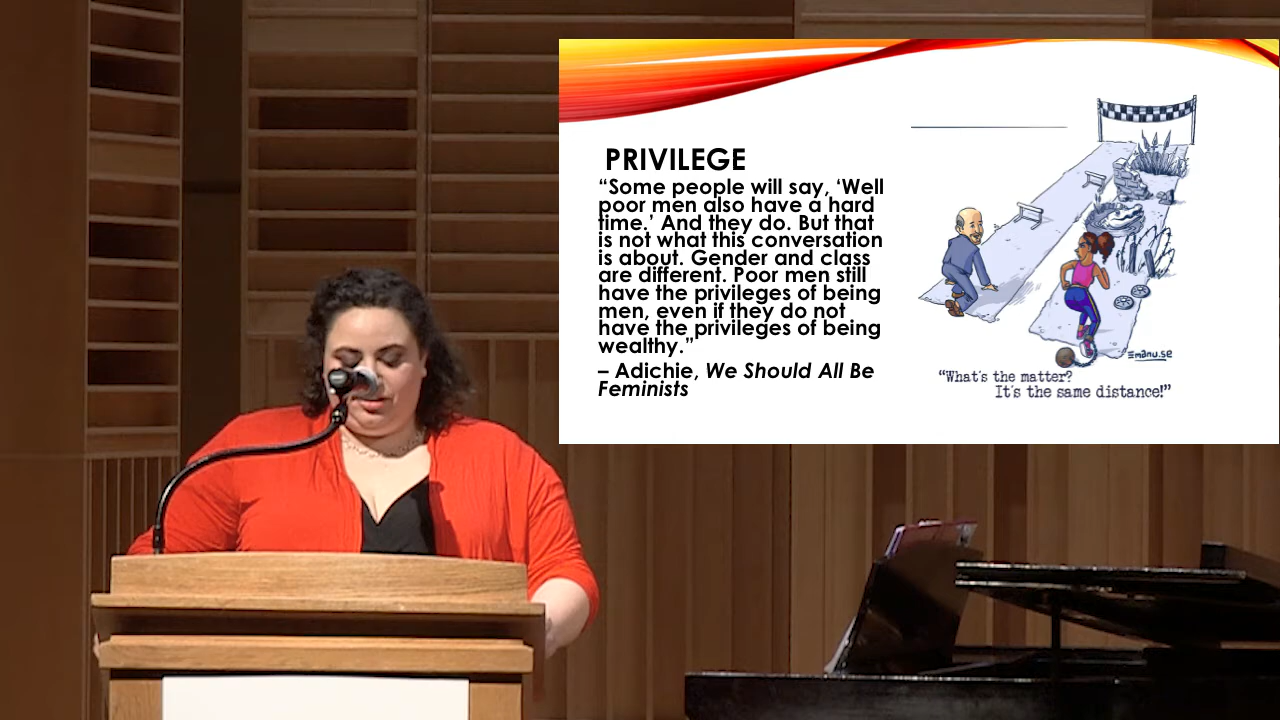 PRIVILEGE
“Some people will say, ‘Well
poor men also have a hard
time.’ And they do. But that
is not what this conversation
is about. Gender and class
are different. Poor men still
have the privileges of being
men, even if they do not
have the privileges of being
wealthy.”
– Adichie, We Should All Be
Feminists
Emanu.se
“What's the matter?
It's the same distance!”